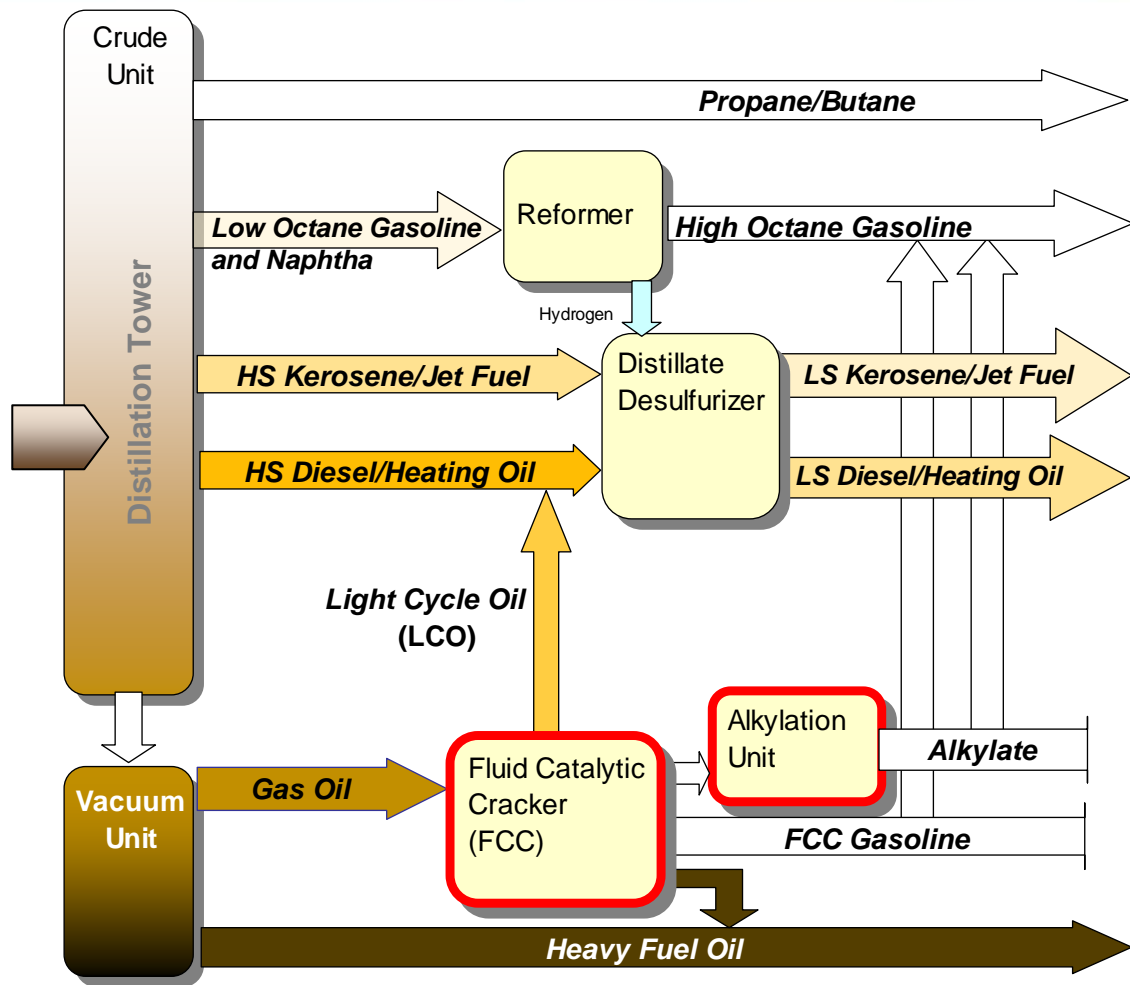 Crude
Unit
Distillation Tower
Propane/Butane
Low Octane Gasoline
and Naphtha
Reformer
High Octane Gasoline
Hydrogen
HS Kerosene/Jet Fuel
Distillate
Desulfurizer
LS Kerosene/Jet Fuel
HS Diesel/Heating Oil
LS Diesel/Heating Oil
Light Cycle Oil
(LCO)
Alkylation
Unit
Alkylate
Vacuum
Unit
Gas Oil
Fluid Catalytic
Cracker
(FCC)
FCC Gasoline
Heavy Fuel Oil